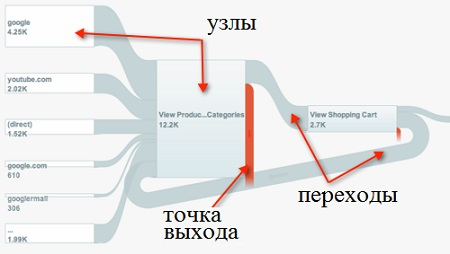 узлы
google
4.25K
youtube.com
2.02K
(direct)
1.52K
google.com
610
googlermall
306
...
1.99K
View Produc...Categories
12.2K
View Shopping Cart
2.7K
переходы
точка
выхода